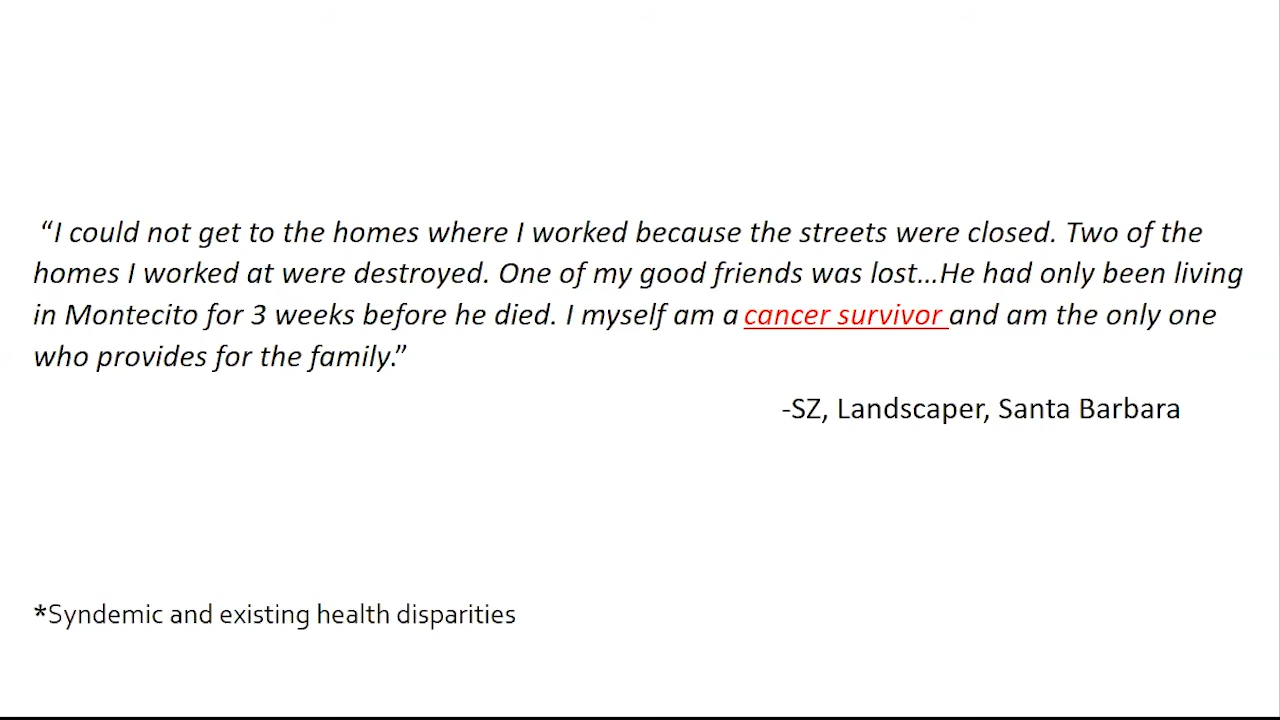 “I could not get to the homes where I worked because the streets were closed. Two of the
homes I worked at were destroyed. One of my good friends was lost...He had only been living
in Montecito for 3 weeks before he died. I myself am a cancer survivor and am the only one
who provides for the family.”
-SZ, Landscaper, Santa Barbara
*Syndemic and existing health disparities